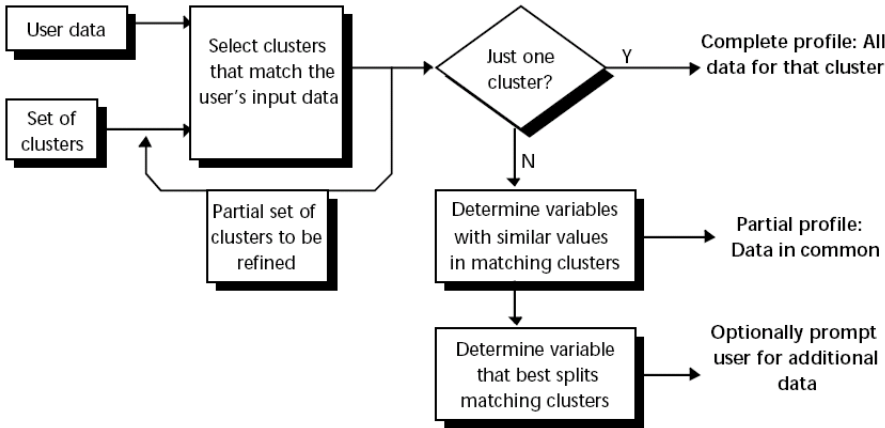 User data
Select clusters
that match the
user's input data
Just one
cluster?
Y
Complete profile: All
data for that cluster
Set of
clusters
N
Partial set of
clusters to be
refined
Determine variables
with similar values
in matching clusters
Partial profile:
Data in common
Determine variable
that best splits
matching clusters
Optionally prompt
user for additional
data